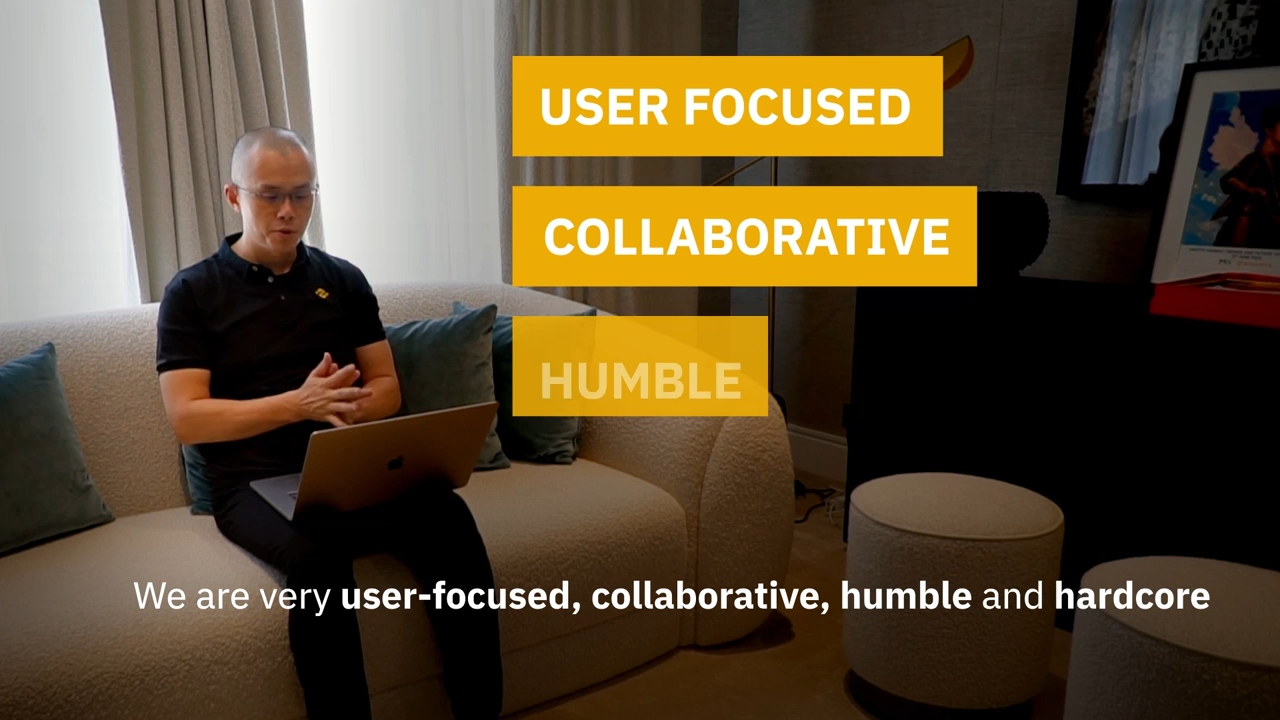 USER FOCUSED
COLLABORATIVE
HUMBLE
We are very user-focused, collaborative, humble and hardcore